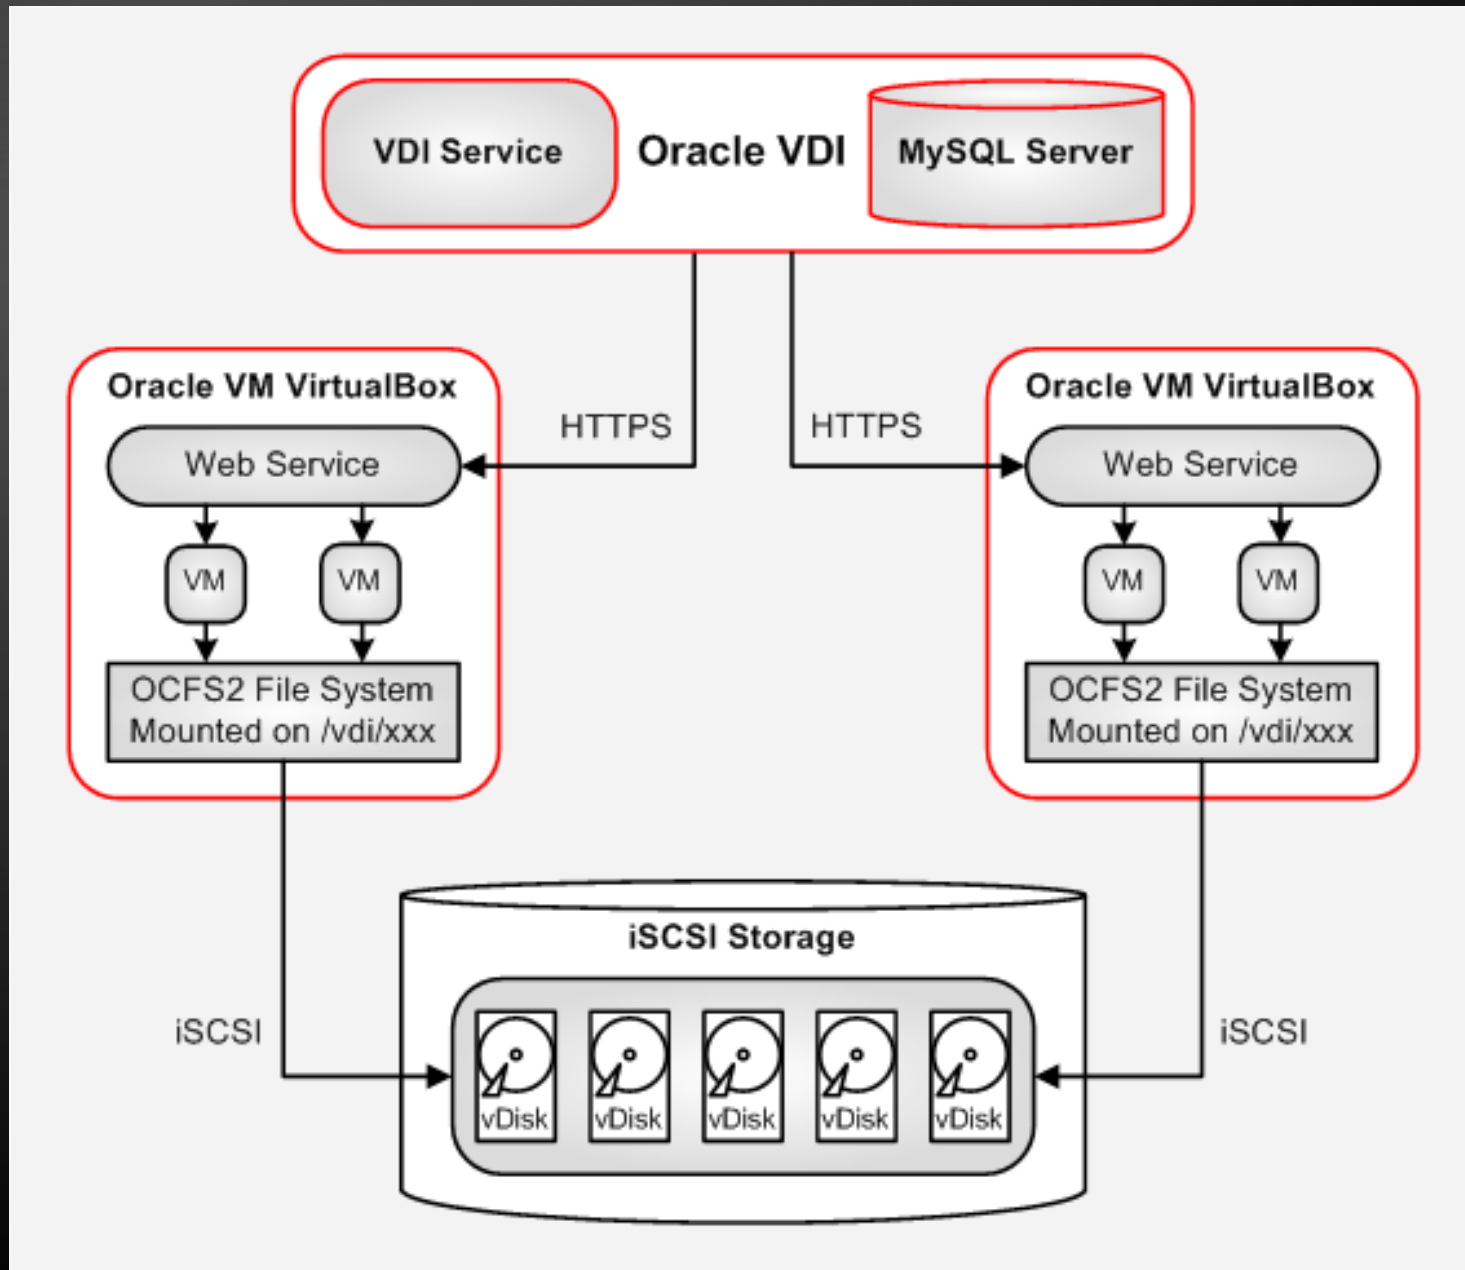 VDI Service
Oracle VDI
MySQL Server
Oracle VM VirtualBox
Oracle VM VirtualBox
HTTPS
HTTPS
Web Service
Web Service
VM
VM
VM
VM
OCFS2 File System
Mounted on /vdi/xxx
OCFS2 File System
Mounted on /vdi/xxx
iSCSI Storage
iSCSI
iSCSI
vDisk
vDisk
vDisk
vDisk
vDisk